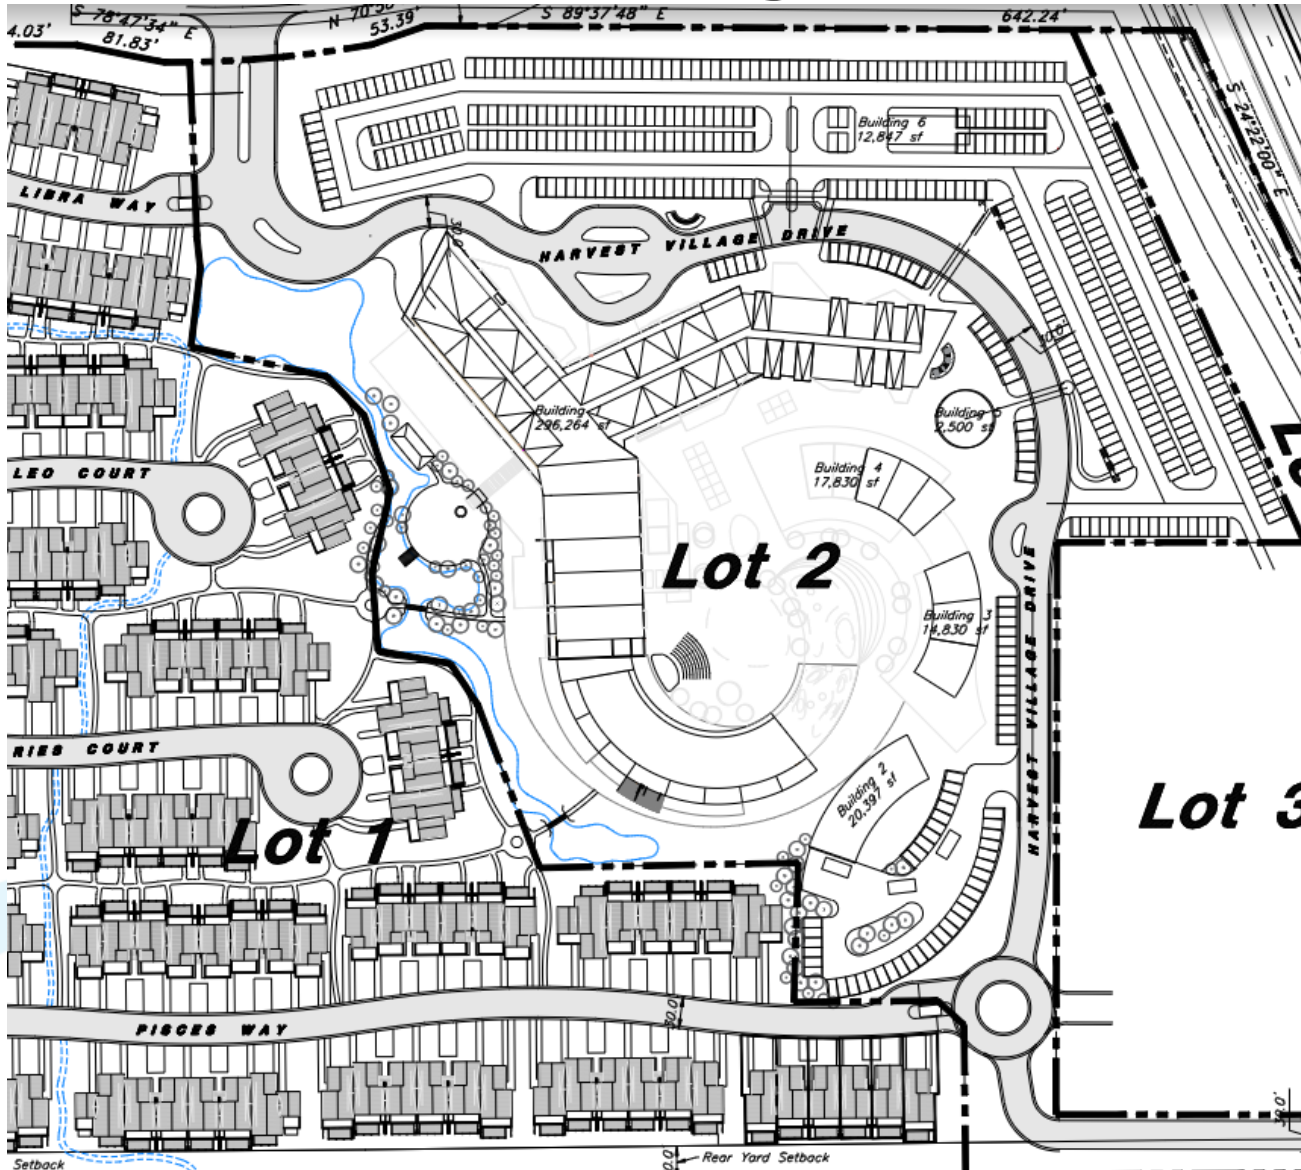 4.03'
S 78°47'34" E
81.83'
53.39'
S 89°37'48" E
642.24'
S 24°22'00" E
LIBRA WAY
30.0'
HARVEST VILLAGE DRIVE
Building 6
12,847 sf
30.0'
Building 1
296,264 sf
Building 5
2,500 sf
Building 4
17,830 sf
LEO COURT
Lot 2
Building 3
14,830 sf
HARVEST VILLAGE DRIVE
RIES COURT
Building 2
20,397 sf
Lot 1
Lot 3
PISCES WAY
30.0'
30.0'
Setback
0.0'
Rear Yard Setback